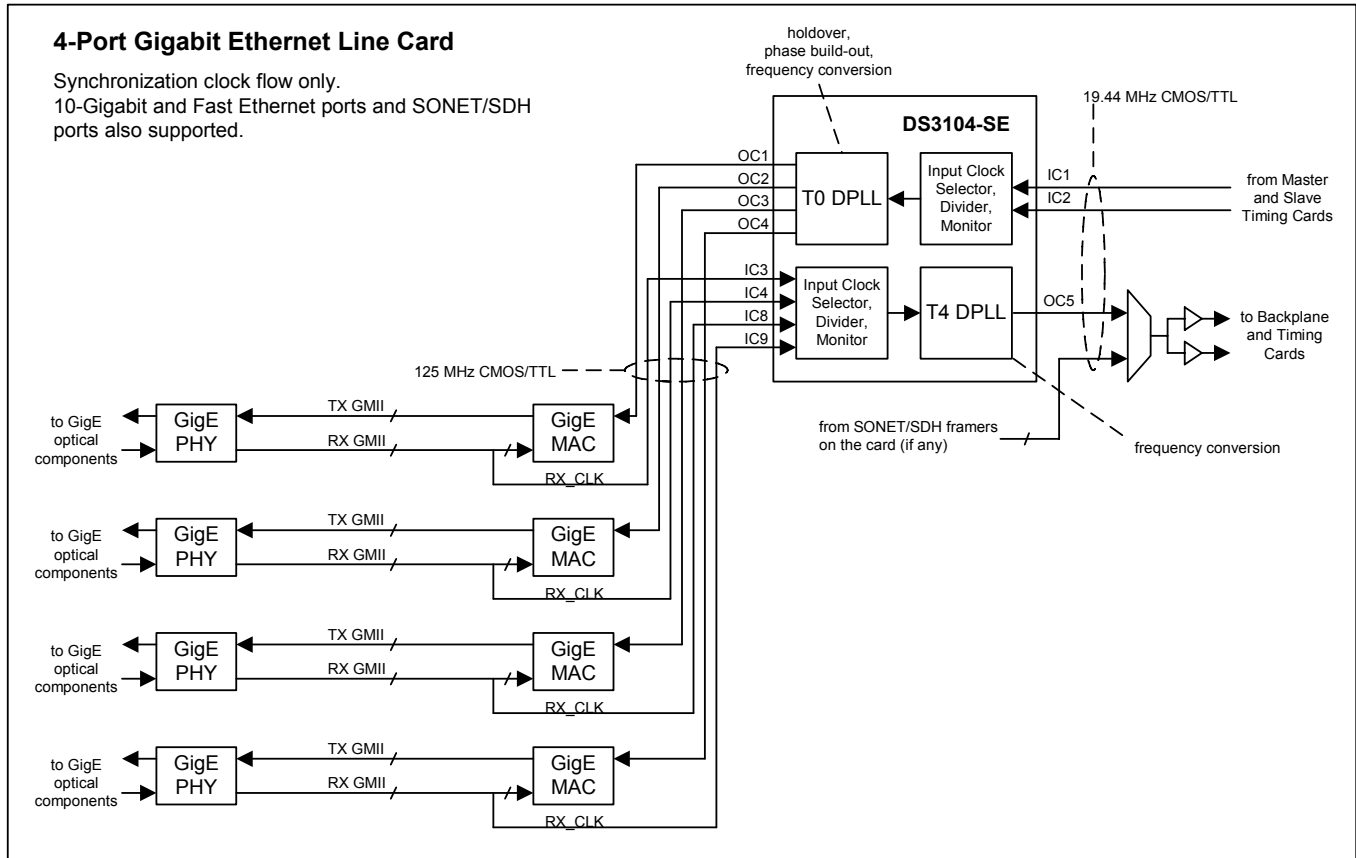 4-Port Gigabit Ethernet Line Card
Synchronization clock flow only.
10-Gigabit and Fast Ethernet ports and SONET/SDH
ports also supported.
holdover,
phase build-out,
frequency conversion
19.44 MHz CMOS/TTL
DS3104-SE
OC1
OC2
OC3
OC4
T0 DPLL
Input Clock
Selector,
Divider,
Monitor
IC1
IC2
from Master
and Slave
Timing Cards
IC3
IC4
IC8
IC9
Input Clock
Selector,
Divider,
Monitor
T4 DPLL
OC5
to Backplane
and Timing
Cards
125 MHz CMOS/TTL
from SONET/SDH framers
on the card (if any)
frequency conversion
to GigE
optical
components
GigE
PHY
TX GMII
RX GMII
GigE
MAC
RX_CLK
to GigE
optical
components
GigE
PHY
TX GMII
RX GMII
GigE
MAC
RX_CLK
to GigE
optical
components
GigE
PHY
TX GMII
RX GMII
GigE
MAC
RX_CLK
to GigE
optical
components
GigE
PHY
TX GMII
RX GMII
GigE
MAC
RX_CLK